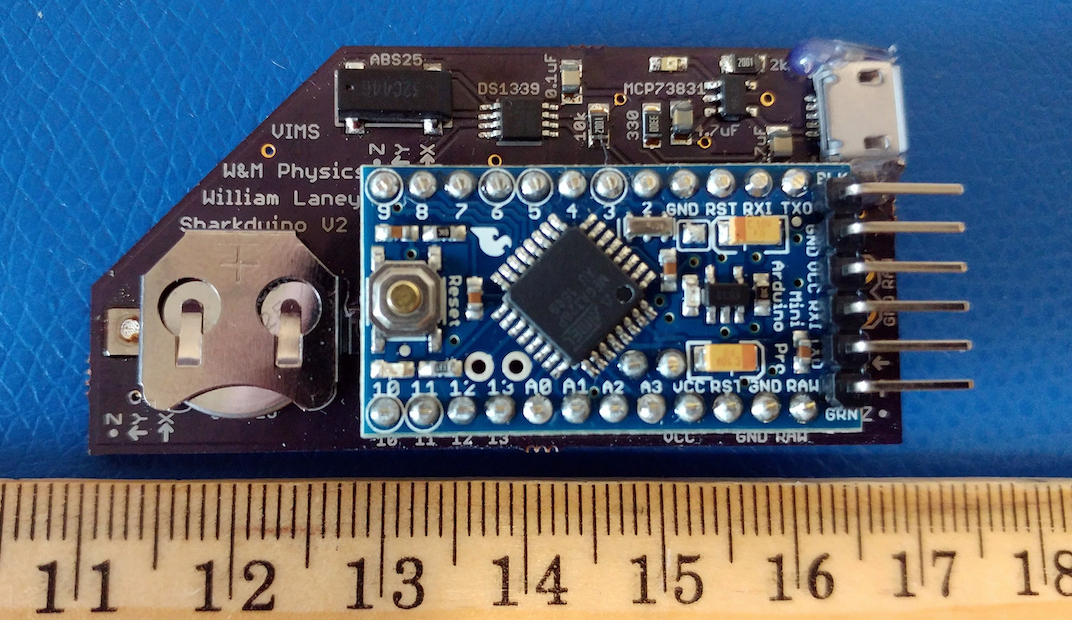 ABS25
DS1339
0.1uF
MCP73831
2k
10k
330
4.7uF
VIMS
W&M Physics
William Laney
Sharkduino V2
Z Y X
9 8 7 6 5 4 3 2 GND RST RXI TXO
BLK
GND
VCC
RXI
TXO
GRN
Reset
Arduino Pro
Mini
10 11 12 13 A0 A1 A2 A3 VCC RST GND RAW
Z Y X
Z
10 11 12 13 VCC GND RAW
+
11 12 13 14 15 16 17 18